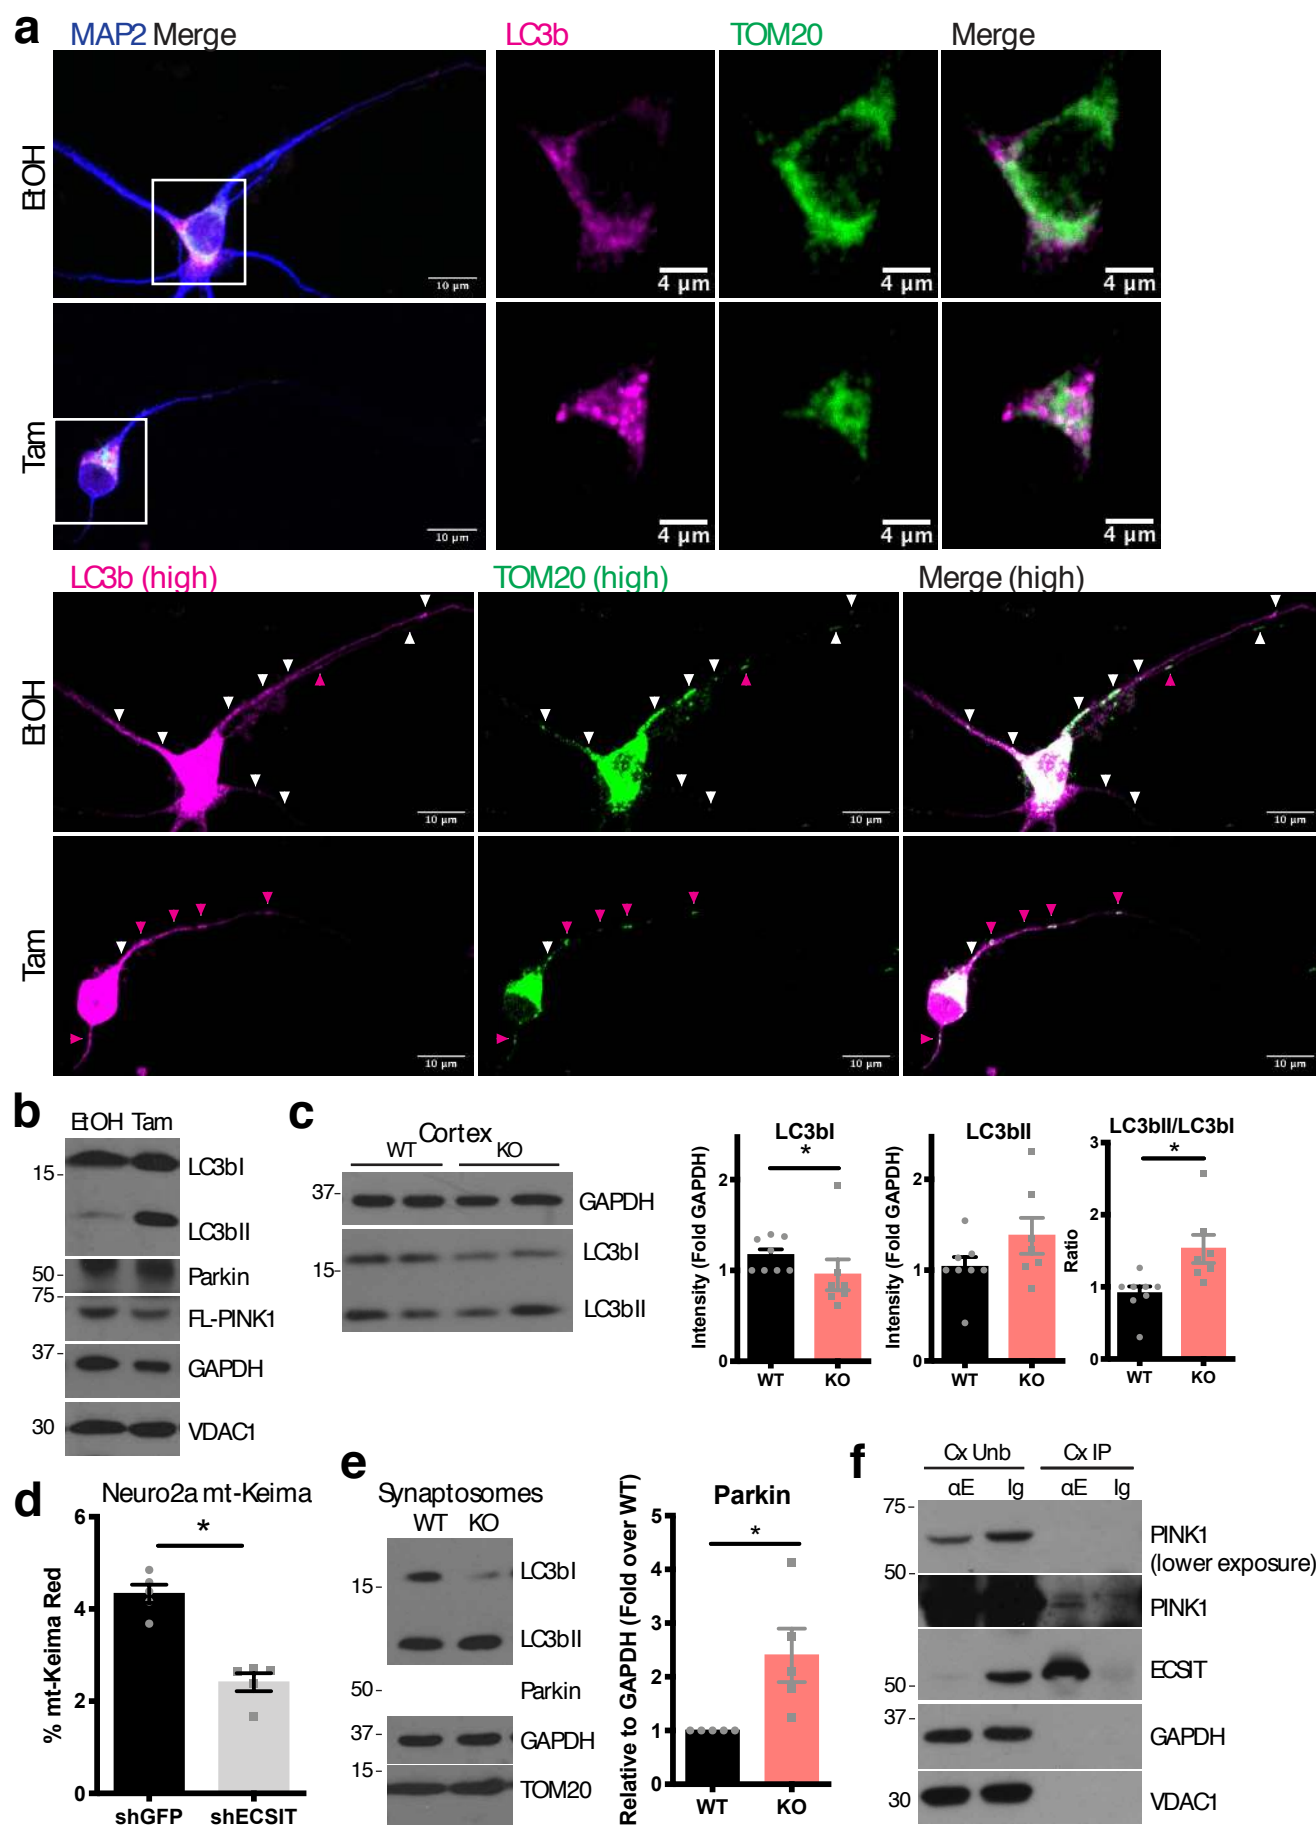 a
MAP2 Merge
LC3b
TOM20
Merge
EtOH
10 µm
4 µm
4 µm
4 µm
Tam
10 µm
4 µm
4 µm
4 µm
LC3b (high)
TOM20 (high)
Merge (high)
EtOH
10 µm
10 µm
10 µm
Tam
10 µm
10 µm
10 µm
b
EtOH Tam
15-
LC3bI
LC3bII
50-
Parkin
75-
FL-PINK1
37-
GAPDH
30
VDAC1
c
Cortex
WT
KO
37-
GAPDH
15-
LC3bI
LC3bII
LC3bI
*
Intensity (Fold GAPDH)
2
1
0
WT
KO
LC3bII
Intensity (Fold GAPDH)
2
1
0
WT
KO
LC3bII/LC3bI
*
Ratio
3
2
1
0
WT
KO
d
Neuro2a mt-Keima
*
% mt-Keima Red
6
4
2
0
shGFP
shECSIT
e
Synaptosomes
WT KO
15-
LC3bI
LC3bII
50-
Parkin
37-
GAPDH
15-
TOM20
Parkin
*
Relative to GAPDH (Fold over WT)
5
4
3
2
1
0
WT
KO
f
Cx Unb
Cx IP
αE
Ig
αE
Ig
75-
PINK1
(lower exposure)
50-
PINK1
ECSIT
50-
37-
GAPDH
30
VDAC1